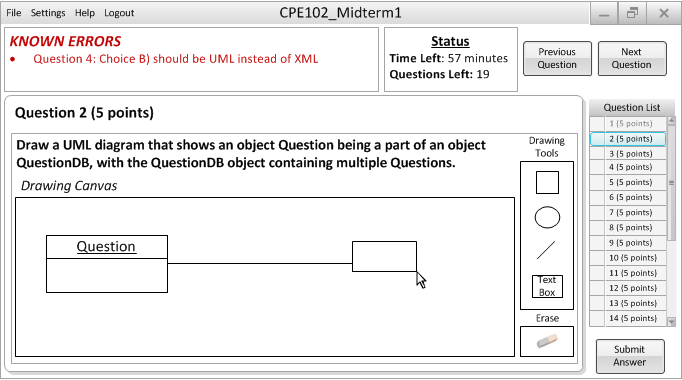 File Settings Help Logout
CPE102_Midterm1
KNOWN ERRORS
• Question 4: Choice B) should be UML instead of XML
Status
Time Left: 57 minutes
Questions Left: 19
Previous
Question
Next
Question
Question 2 (5 points)
Draw a UML diagram that shows an object Question being a part of an object
QuestionDB, with the QuestionDB object containing multiple Questions.
Drawing Canvas
Question
Drawing
Tools
Text
Box
Erase
Question List
1 (5 points)
2 (5 points)
3 (5 points)
4 (5 points)
5 (5 points)
6 (5 points)
7 (5 points)
8 (5 points)
9 (5 points)
10 (5 points)
11 (5 points)
12 (5 points)
13 (5 points)
14 (5 points)
Submit
Answer